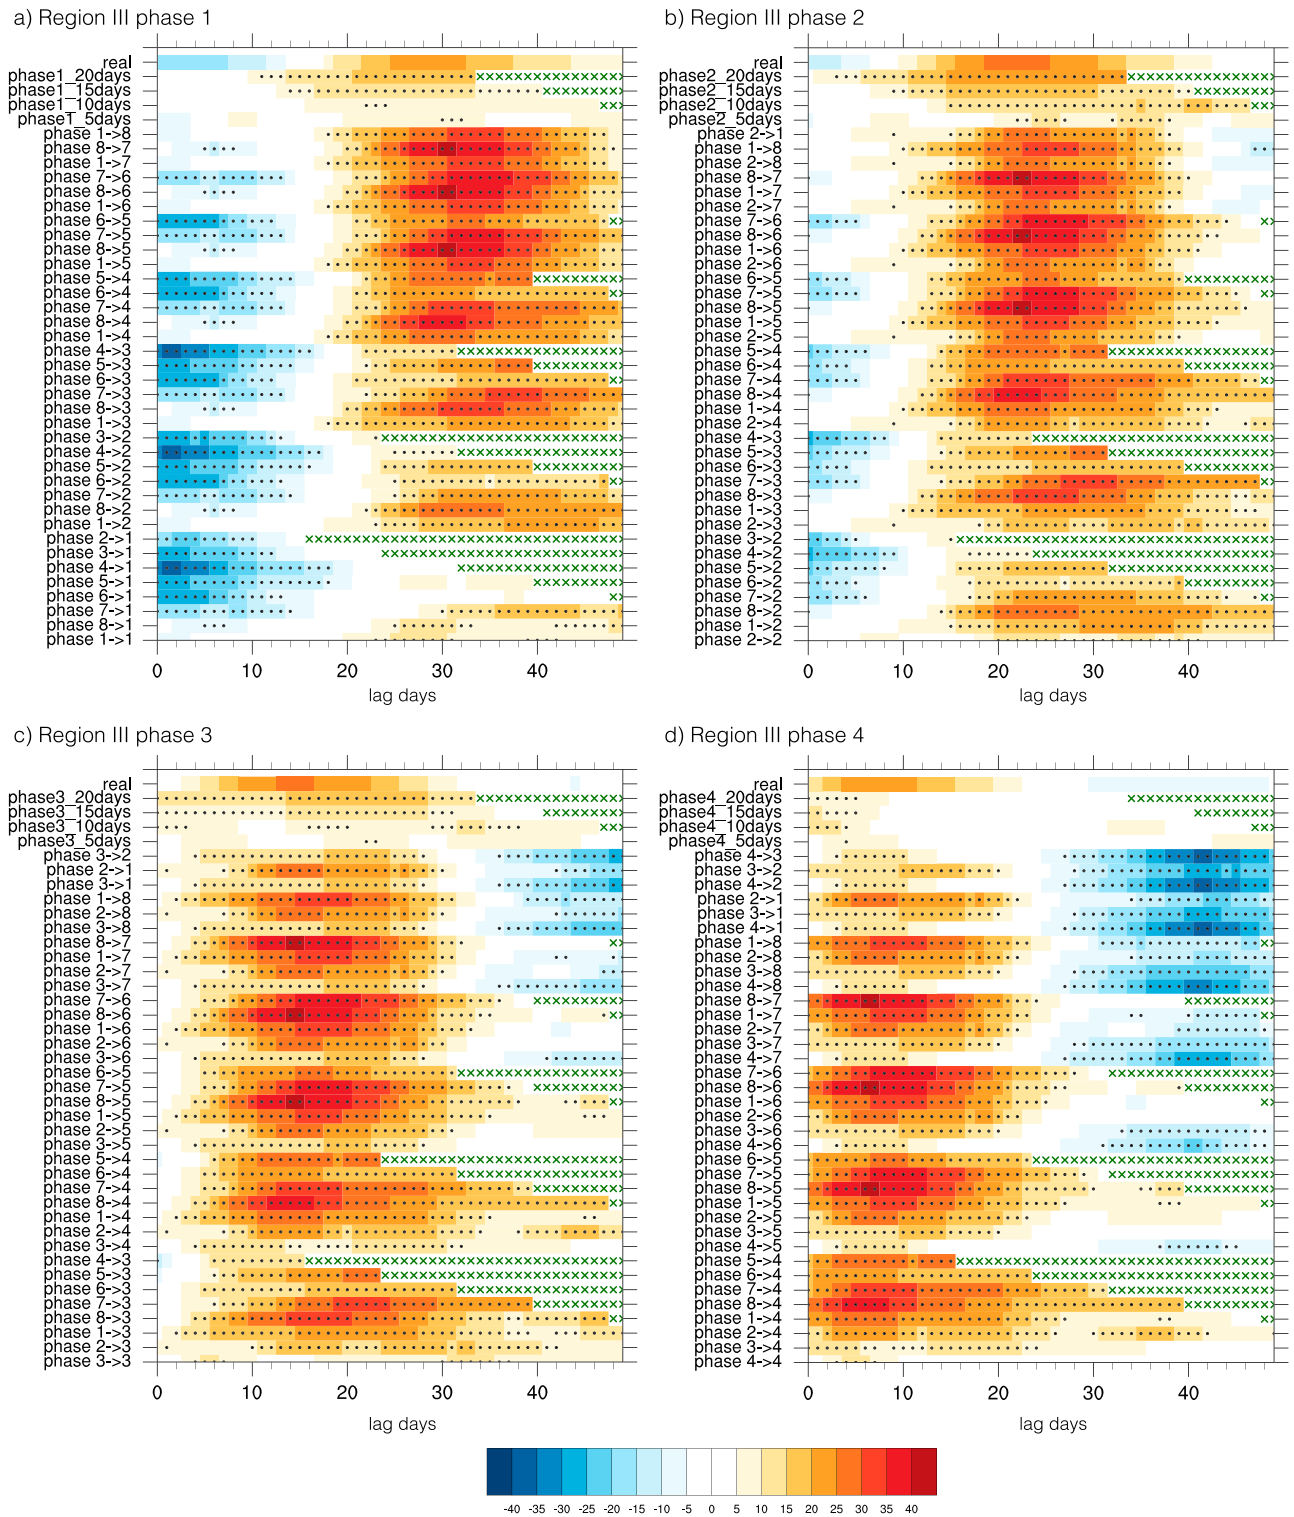 a) Region III phase 1
real
phase1_20days
phase1_15days
phase1_10days
phase1_5days
phase 1->8
phase 8->7
phase 1->7
phase 7->6
phase 8->6
phase 1->6
phase 6->5
phase 7->5
phase 8->5
phase 1->5
phase 5->4
phase 6->4
phase 7->4
phase 8->4
phase 1->4
phase 4->3
phase 5->3
phase 6->3
phase 7->3
phase 8->3
phase 1->3
phase 3->2
phase 4->2
phase 5->2
phase 6->2
phase 7->2
phase 8->2
phase 1->2
phase 2->1
phase 3->1
phase 4->1
phase 5->1
phase 6->1
phase 7->1
phase 8->1
phase 1->1
0 10 20 30 40
lag days
b) Region III phase 2
real
phase2_20days
phase2_15days
phase2_10days
phase2_5days
phase 2->1
phase 1->8
phase 2->8
phase 8->7
phase 1->7
phase 2->7
phase 7->6
phase 8->6
phase 1->6
phase 2->6
phase 6->5
phase 7->5
phase 8->5
phase 1->5
phase 2->5
phase 5->4
phase 6->4
phase 7->4
phase 8->4
phase 1->4
phase 2->4
phase 4->3
phase 5->3
phase 6->3
phase 7->3
phase 8->3
phase 1->3
phase 2->3
phase 3->2
phase 4->2
phase 5->2
phase 6->2
phase 7->2
phase 8->2
phase 1->2
phase 2->2
0 10 20 30 40
lag days
c) Region III phase 3
real
phase3_20days
phase3_15days
phase3_10days
phase3_5days
phase 3->2
phase 2->1
phase 3->1
phase 1->8
phase 2->8
phase 3->8
phase 8->7
phase 1->7
phase 2->7
phase 3->7
phase 7->6
phase 8->6
phase 1->6
phase 2->6
phase 3->6
phase 6->5
phase 7->5
phase 8->5
phase 1->5
phase 2->5
phase 3->5
phase 5->4
phase 6->4
phase 7->4
phase 8->4
phase 1->4
phase 2->4
phase 3->4
phase 4->3
phase 5->3
phase 6->3
phase 7->3
phase 8->3
phase 1->3
phase 2->3
phase 3->3
0 10 20 30 40
lag days
d) Region III phase 4
real
phase4_20days
phase4_15days
phase4_10days
phase4_5days
phase 4->3
phase 3->2
phase 4->2
phase 2->1
phase 3->1
phase 4->1
phase 1->8
phase 2->8
phase 3->8
phase 4->8
phase 8->7
phase 1->7
phase 2->7
phase 3->7
phase 4->7
phase 7->6
phase 8->6
phase 1->6
phase 2->6
phase 3->6
phase 4->6
phase 6->5
phase 7->5
phase 8->5
phase 1->5
phase 2->5
phase 3->5
phase 4->5
phase 5->4
phase 6->4
phase 7->4
phase 8->4
phase 1->4
phase 2->4
phase 3->4
phase 4->4
0 10 20 30 40
lag days
-40 -35 -30 -25 -20 -15 -10 -5 0 5 10 15 20 25 30 35 40